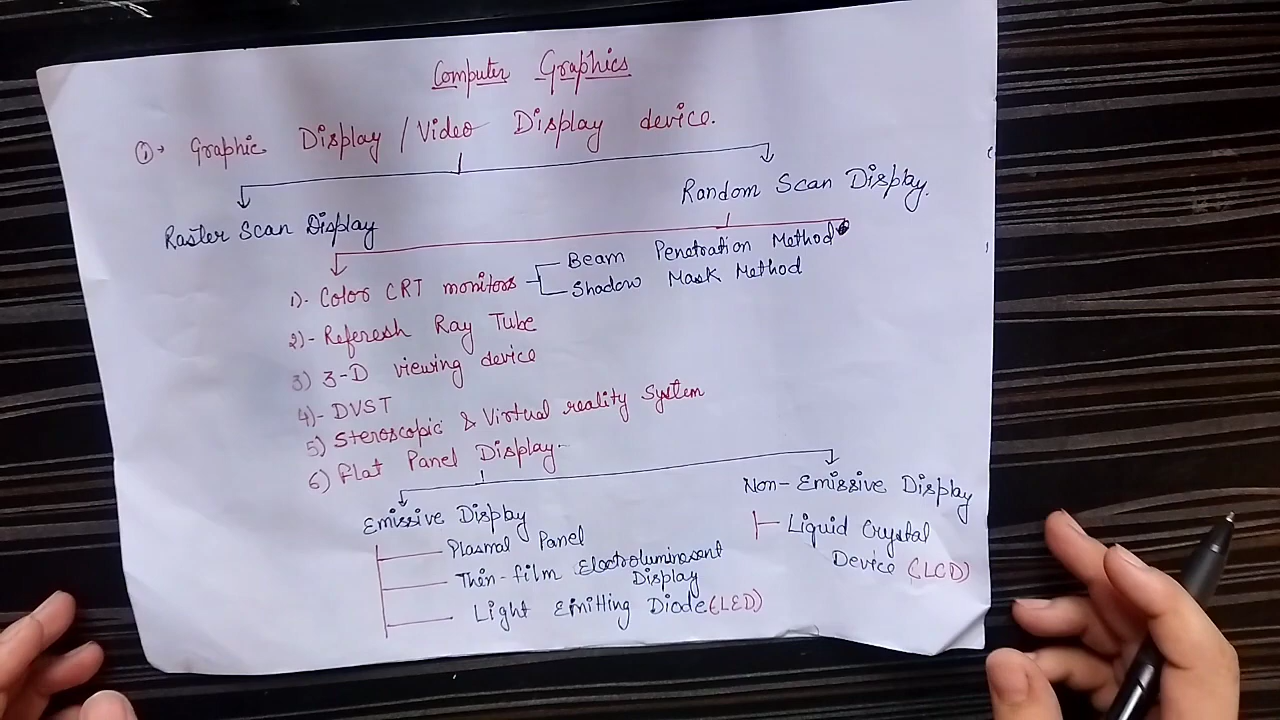 Computer Graphics
①→ Graphic Display / Video Display device.
Raster Scan Display
Random Scan Display.
1)- Color CRT monitors
Beam Penetration Method
Shadow Mask Method
2)- Referesh Ray Tube
3) 3-D viewing device
4)- DVST
5) Steroscopic & Virtual reality System
6) Flat Panel Display-
Emissive Display
Plasmal Panel
Thin-film Electroluminescent
Display
Light Emitting Diode (LED)
Non-Emissive Display
Liquid Crystal
Device (LCD)